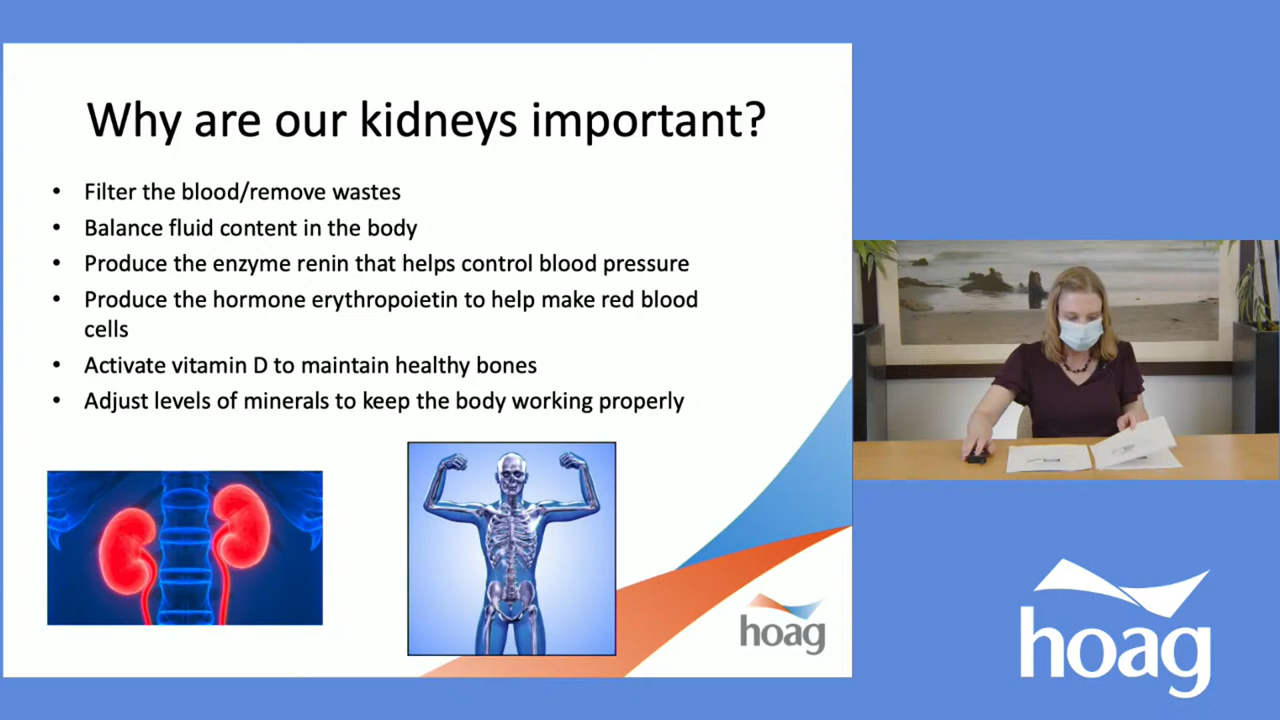 Why are our kidneys important?
• Filter the blood/remove wastes
• Balance fluid content in the body
• Produce the enzyme renin that helps control blood pressure
• Produce the hormone erythropoietin to help make red blood
cells
• Activate vitamin D to maintain healthy bones
• Adjust levels of minerals to keep the body working properly
hoag
hoag